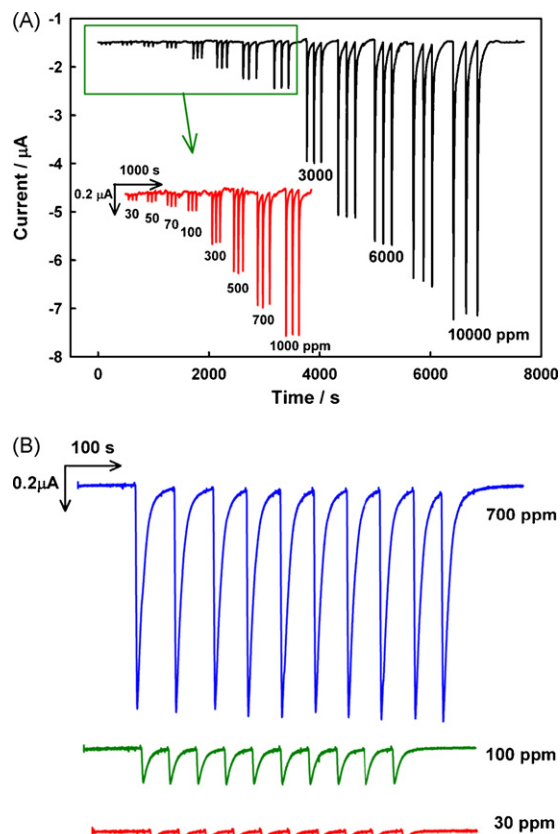 (A)
-1
-2
-3
-4
-5
-6
-7
-8
Current / µA
1000 s
0.2 µA
30
50
70
100
300
500
700
1000 ppm
3000
6000
10000 ppm
0
2000
4000
6000
8000
Time / s
(B)
100 s
0.2µA
700 ppm
100 ppm
30 ppm